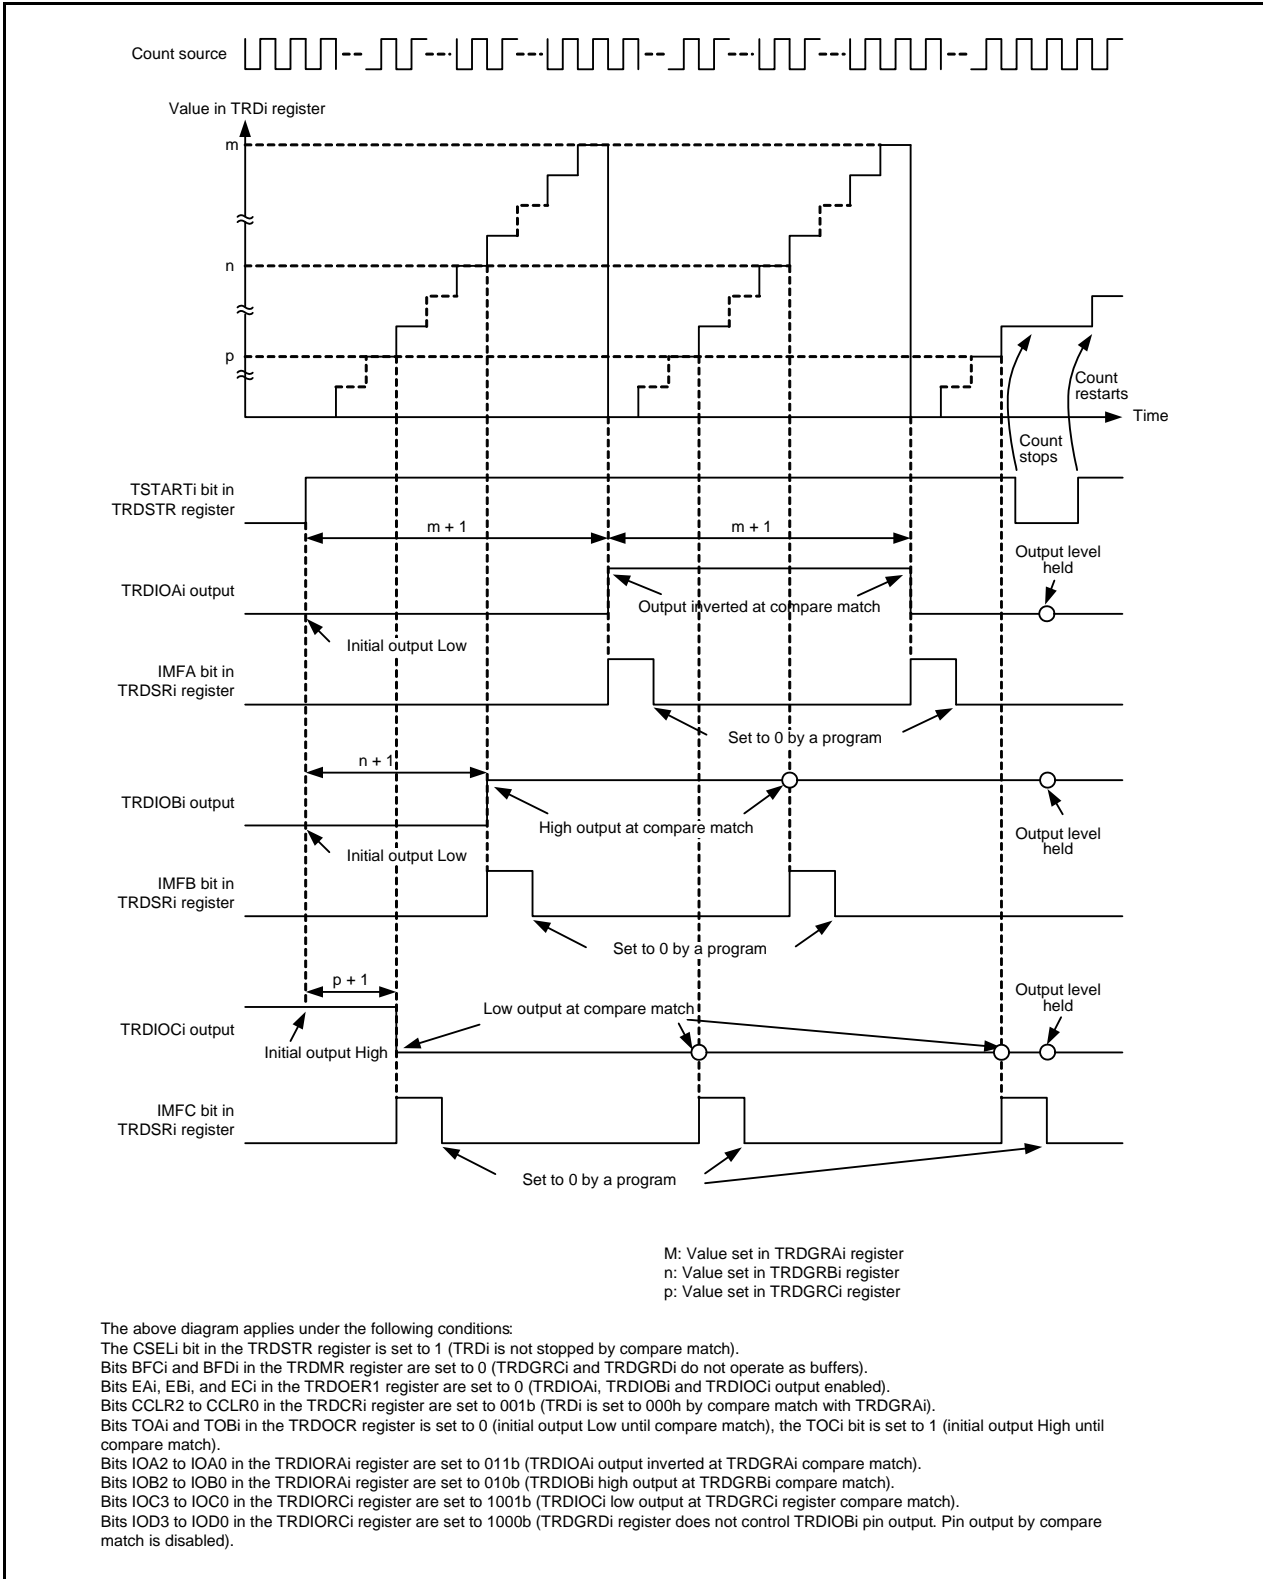 Count source
Value in TRDi register
m
n
p
Count
restarts
Time
Count
stops
TSTARTi bit in
TRDSTR register
m + 1
m + 1
Output level
held
TRDIOAi output
Output inverted at compare match
Initial output Low
IMFA bit in
TRDSRi register
Set to 0 by a program
n + 1
TRDIOBi output
High output at compare match
Output level
held
Initial output Low
IMFB bit in
TRDSRi register
Set to 0 by a program
p + 1
Low output at compare match
Output level
held
TRDIOCi output
Initial output High
IMFC bit in
TRDSRi register
Set to 0 by a program
M: Value set in TRDGRAi register
n: Value set in TRDGRBi register
p: Value set in TRDGRCi register
The above diagram applies under the following conditions:
The CSELi bit in the TRDSTR register is set to 1 (TRDi is not stopped by compare match).
Bits BFCi and BFDi in the TRDMR register are set to 0 (TRDGRCi and TRDGRDi do not operate as buffers).
Bits EAi, EBi, and ECi in the TRDOER1 register are set to 0 (TRDIOAi, TRDIOBi and TRDIOCi output enabled).
Bits CCLR2 to CCLR0 in the TRDCRi register are set to 001b (TRDi is set to 000h by compare match with TRDGRAi).
Bits TOAi and TOBi in the TRDOCR register is set to 0 (initial output Low until compare match), the TOCi bit is set to 1 (initial output High until
compare match).
Bits IOA2 to IOA0 in the TRDIORAi register are set to 011b (TRDIOAi output inverted at TRDGRAi compare match).
Bits IOB2 to IOB0 in the TRDIORAi register are set to 010b (TRDIOBi high output at TRDGRBi compare match).
Bits IOC3 to IOC0 in the TRDIORCi register are set to 1001b (TRDIOCi low output at TRDGRCi register compare match).
Bits IOD3 to IOD0 in the TRDIORCi register are set to 1000b (TRDGRDi register does not control TRDIOBi pin output. Pin output by compare
match is disabled).